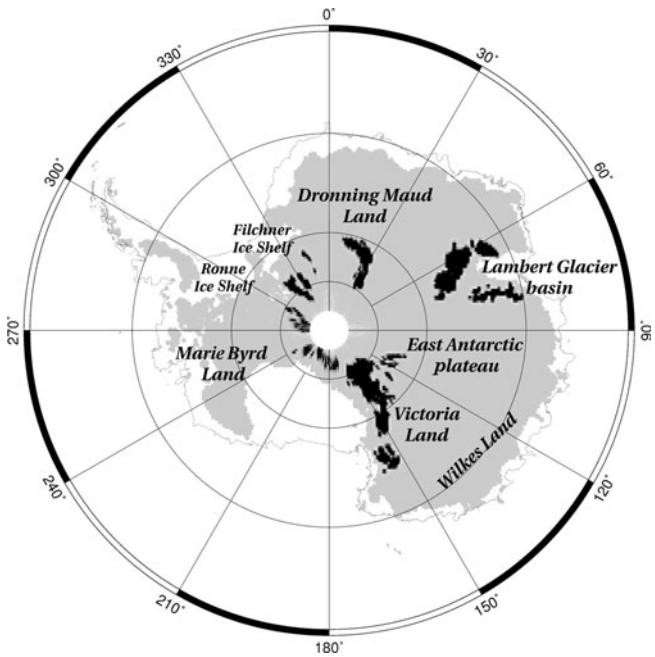 0°
330°
30°
300°
60°
Dronning Maud
Land
Filchner
Ice Shelf
Ronne
Ice Shelf
Lambert Glacier
basin
270°
90°
Marie Byrd
Land
East Antarctic
plateau
Victoria
Land
Wilkes Land
240°
120°
210°
150°
180°